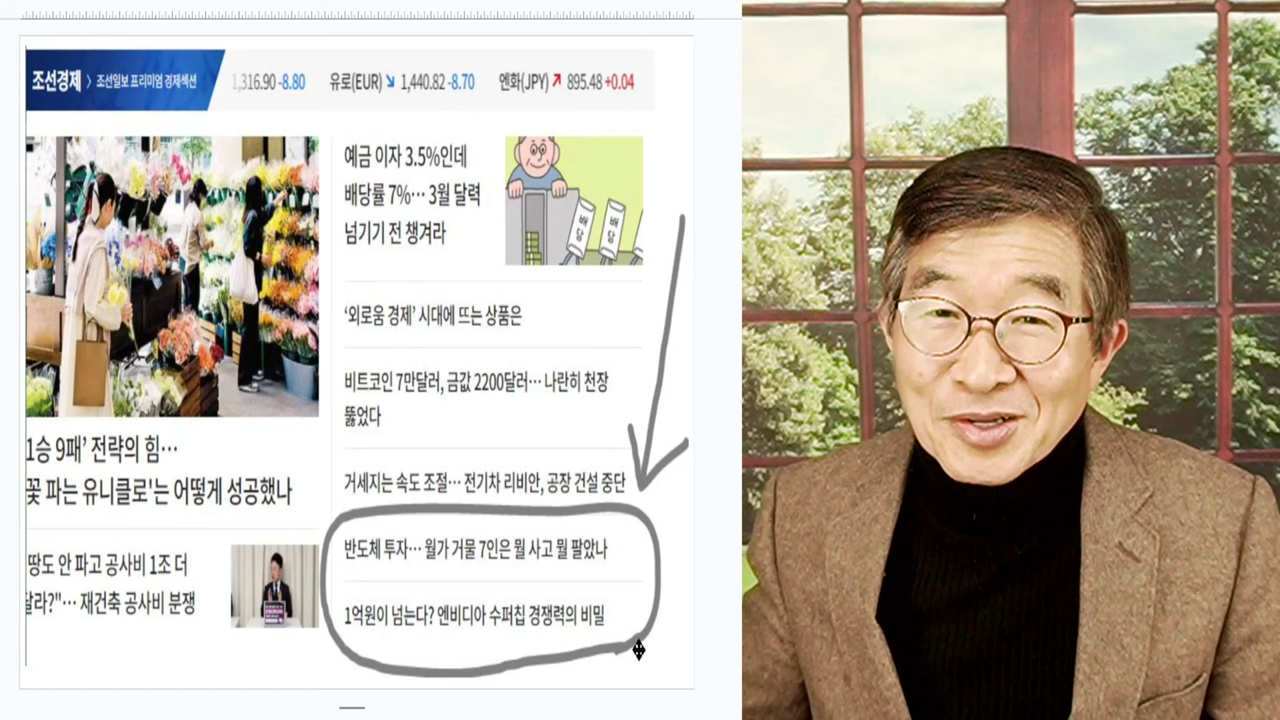 조선경제 〉 조선일보 프리미엄 경제섹션
1,316.90 -8.80 유로(EUR) ↘ 1,440.82 -8.70 엔화(JPY) ↗ 895.48 +0.04
1승 9패’ 전략의 힘…
꽃 파는 유니클로'는 어떻게 성공했나
땅도 안 파고 공사비 1조 더
달라?"… 재건축 공사비 분쟁
예금 이자 3.5%인데
배당률 7%… 3월 달력
넘기기 전 챙겨라
배당
배당
‘외로움 경제’ 시대에 뜨는 상품은
비트코인 7만달러, 금값 2200달러… 나란히 천장
뚫었다
거세지는 속도 조절… 전기차 리비안, 공장 건설 중단
반도체 투자… 월가 거물 7인은 뭘 사고 뭘 팔았나
1억원이 넘는다? 엔비디아 수퍼칩 경쟁력의 비밀